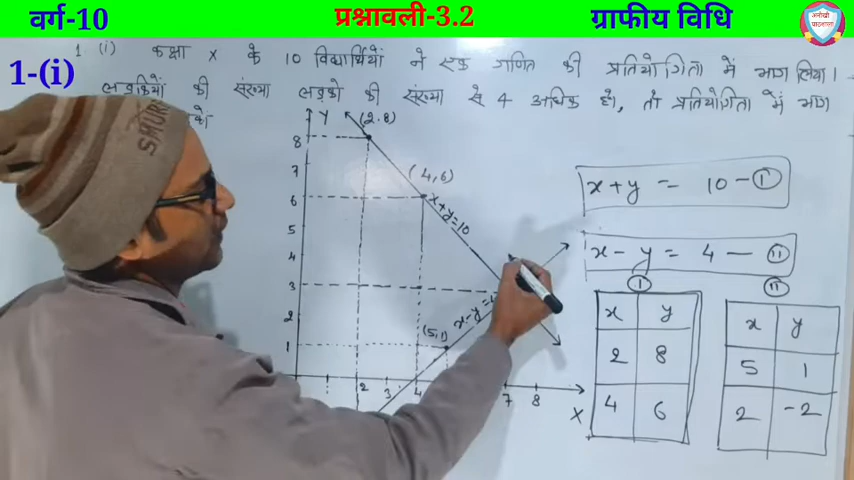 वर्ग-10
प्रश्नावली-3.2
ग्राफीय विधि
1-(i)
1. (i) कक्षा x के 10 विद्यार्थियों ने एक गणित की प्रतियोगिता में भाग लिया।
लड़कियों की संख्या लड़कों की संख्या से 4 अधिक हो, तो प्रतियोगिता में भाग
Y
(2,8)
8
7
(4,6)
6
x+y=10
5
4
3
2
x-y=
(5,1)
1
2 3 4 7 8
X
x+y = 10 - I
x-y = 4 - II
I
x y
2 8
4 6
II
x y
5 1
2 -2